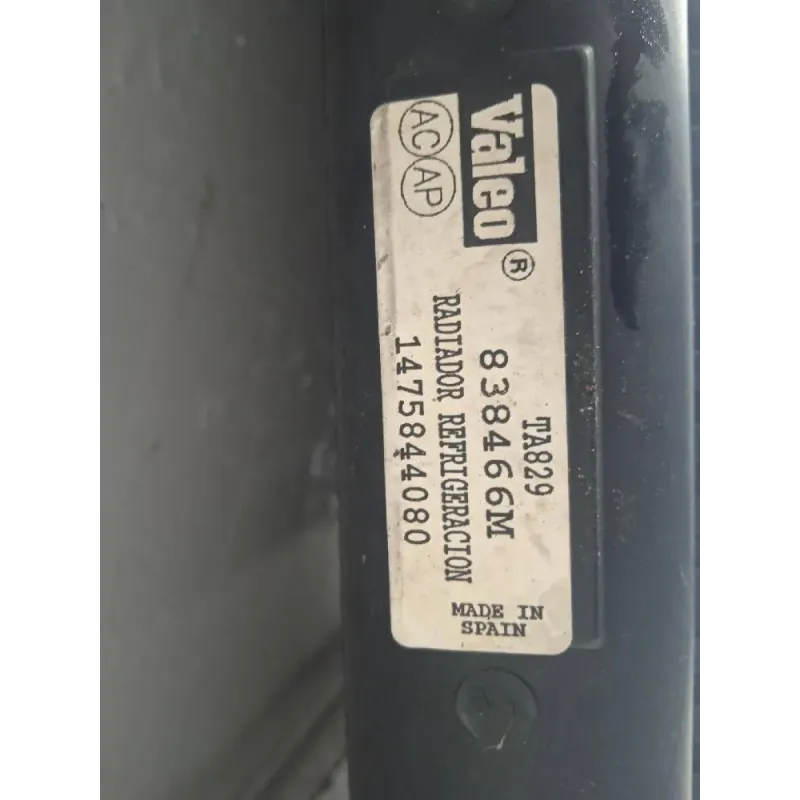 Valeo ®
TA829
838466M
RADIADOR REFRIGERACION
1475844080
AC AP
MADE IN
SPAIN